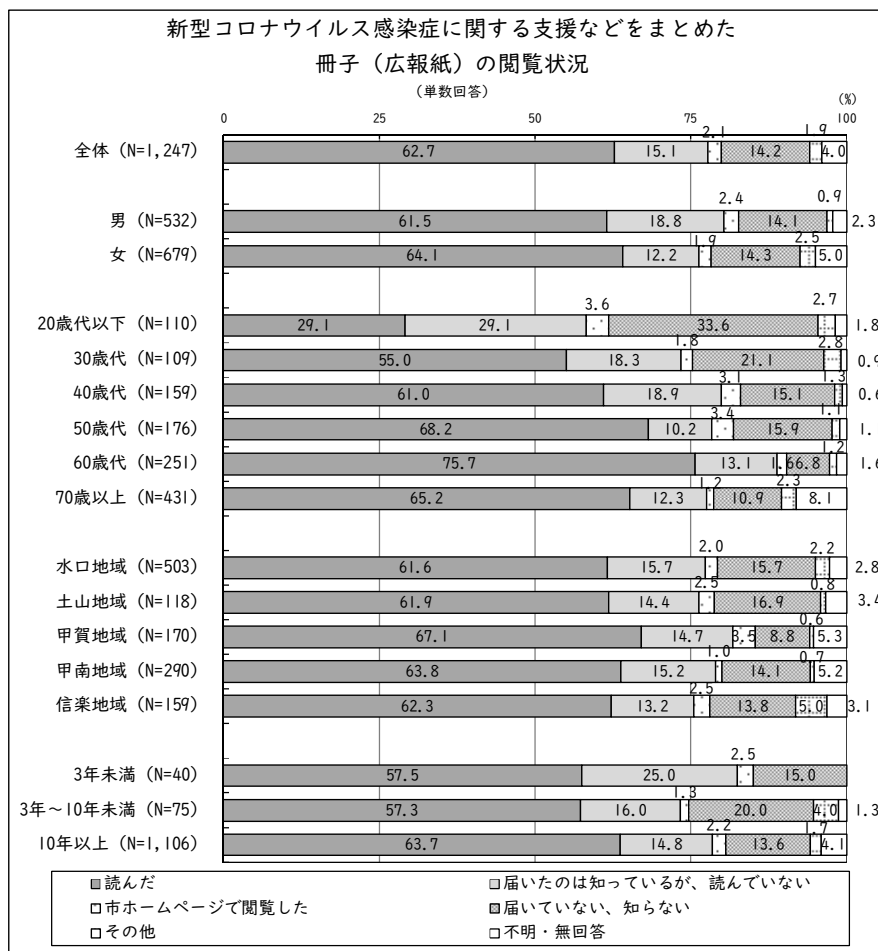 新型コロナウイルス感染症に関する支援などをまとめた
冊子（広報紙）の閲覧状況
（単数回答）
(%)
0 25 50 75 100
全体 (N=1,247) 62.7 15.1 2.1 14.2 1.9 4.0
男 (N=532) 61.5 18.8 2.4 14.1 0.9 2.3
女 (N=679) 64.1 12.2 1.9 14.3 2.5 5.0
20歳代以下 (N=110) 29.1 29.1 3.6 33.6 2.7 1.8
30歳代 (N=109) 55.0 18.3 1.8 21.1 2.8 0.9
40歳代 (N=159) 61.0 18.9 3.1 15.1 1.3 0.6
50歳代 (N=176) 68.2 10.2 3.4 15.9 1.1 1.
60歳代 (N=251) 75.7 13.1 1.6 6.8 1.2 1.6
70歳以上 (N=431) 65.2 12.3 1.2 10.9 2.3 8.1
水口地域 (N=503) 61.6 15.7 2.0 15.7 2.2 2.8
土山地域 (N=118) 61.9 14.4 2.5 16.9 0.8 3.4
甲賀地域 (N=170) 67.1 14.7 3.5 8.8 0.6 5.3
甲南地域 (N=290) 63.8 15.2 1.0 14.1 0.7 5.2
信楽地域 (N=159) 62.3 13.2 2.5 13.8 5.0 3.1
3年未満 (N=40) 57.5 25.0 2.5 15.0
3年～10年未満 (N=75) 57.3 16.0 1.3 20.0 4.0 1.3
10年以上 (N=1,106) 63.7 14.8 2.2 13.6 1.7 4.1
読んだ 届いたのは知っているが、読んでいない
市ホームページで閲覧した 届いていない、知らない
その他 不明・無回答